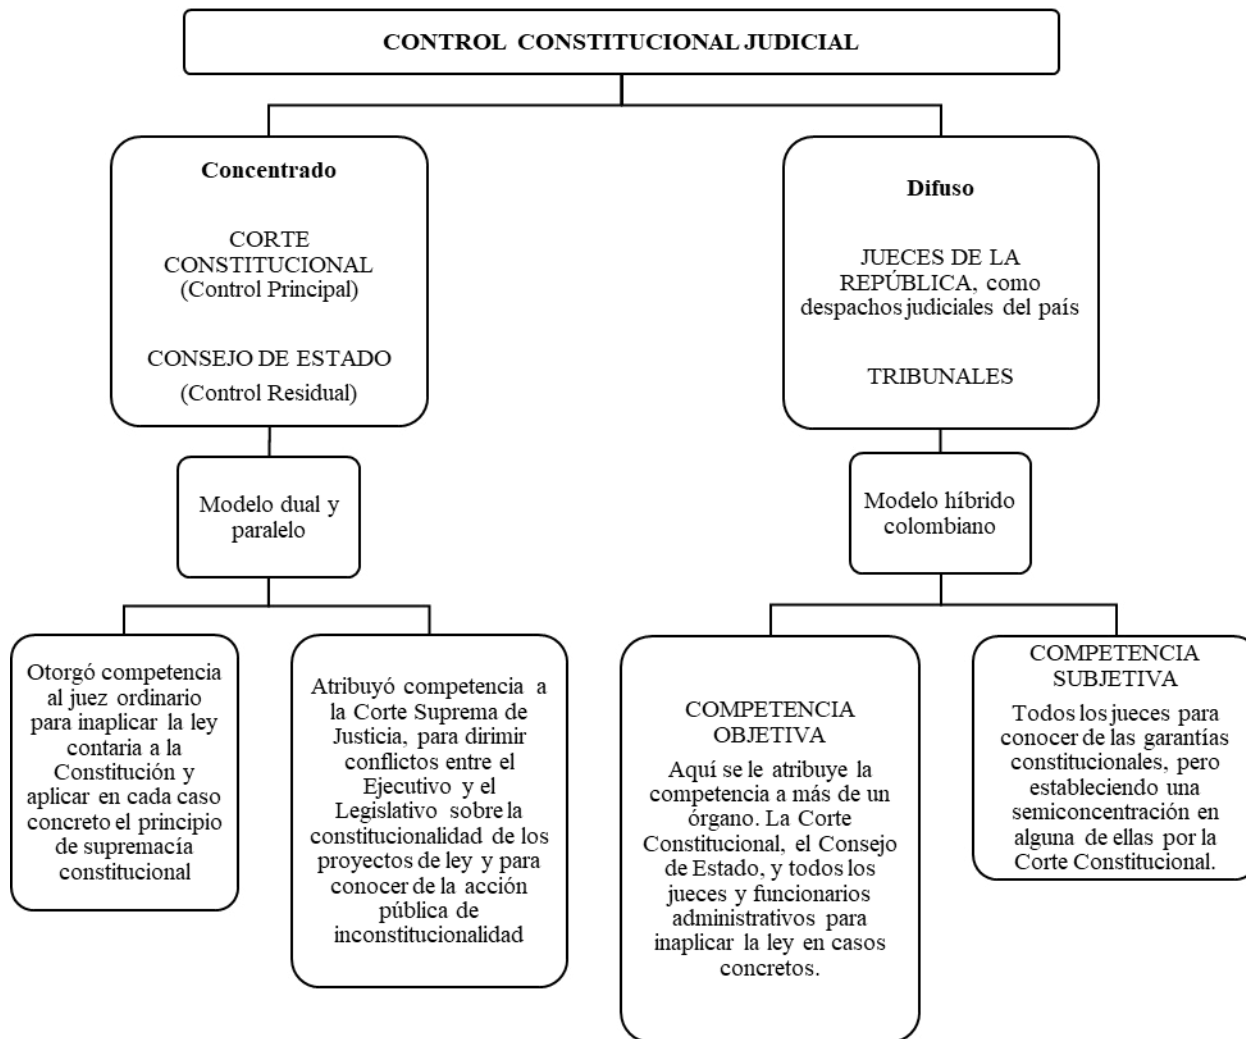 CONTROL CONSTITUCIONAL JUDICIAL
Concentrado
CORTE
CONSTITUCIONAL
(Control Principal)
CONSEJO DE ESTADO
(Control Residual)
Difuso
JUECES DE LA
REPÚBLICA, como
despachos judiciales del país
TRIBUNALES
Modelo dual y
paralelo
Modelo híbrido
colombiano
Otorgó competencia
al juez ordinario
para inaplicar la ley
contaria a la
Constitución y
aplicar en cada caso
concreto el principio
de supremacía
constitucional
Atribuyó competencia a
la Corte Suprema de
Justicia, para dirimir
conflictos entre el
Ejecutivo y el
Legislativo sobre la
constitucionalidad de los
proyectos de ley y para
conocer de la acción
pública de
inconstitucionalidad
COMPETENCIA
OBJETIVA
Aquí se le atribuye la
competencia a más de un
órgano. La Corte
Constitucional, el Consejo
de Estado, y todos los
jueces y funcionarios
administrativos para
inaplicar la ley en casos
concretos.
COMPETENCIA
SUBJETIVA
Todos los jueces para
conocer de las garantías
constitucionales, pero
estableciendo una
semiconcentración en
alguna de ellas por la
Corte Constitucional.